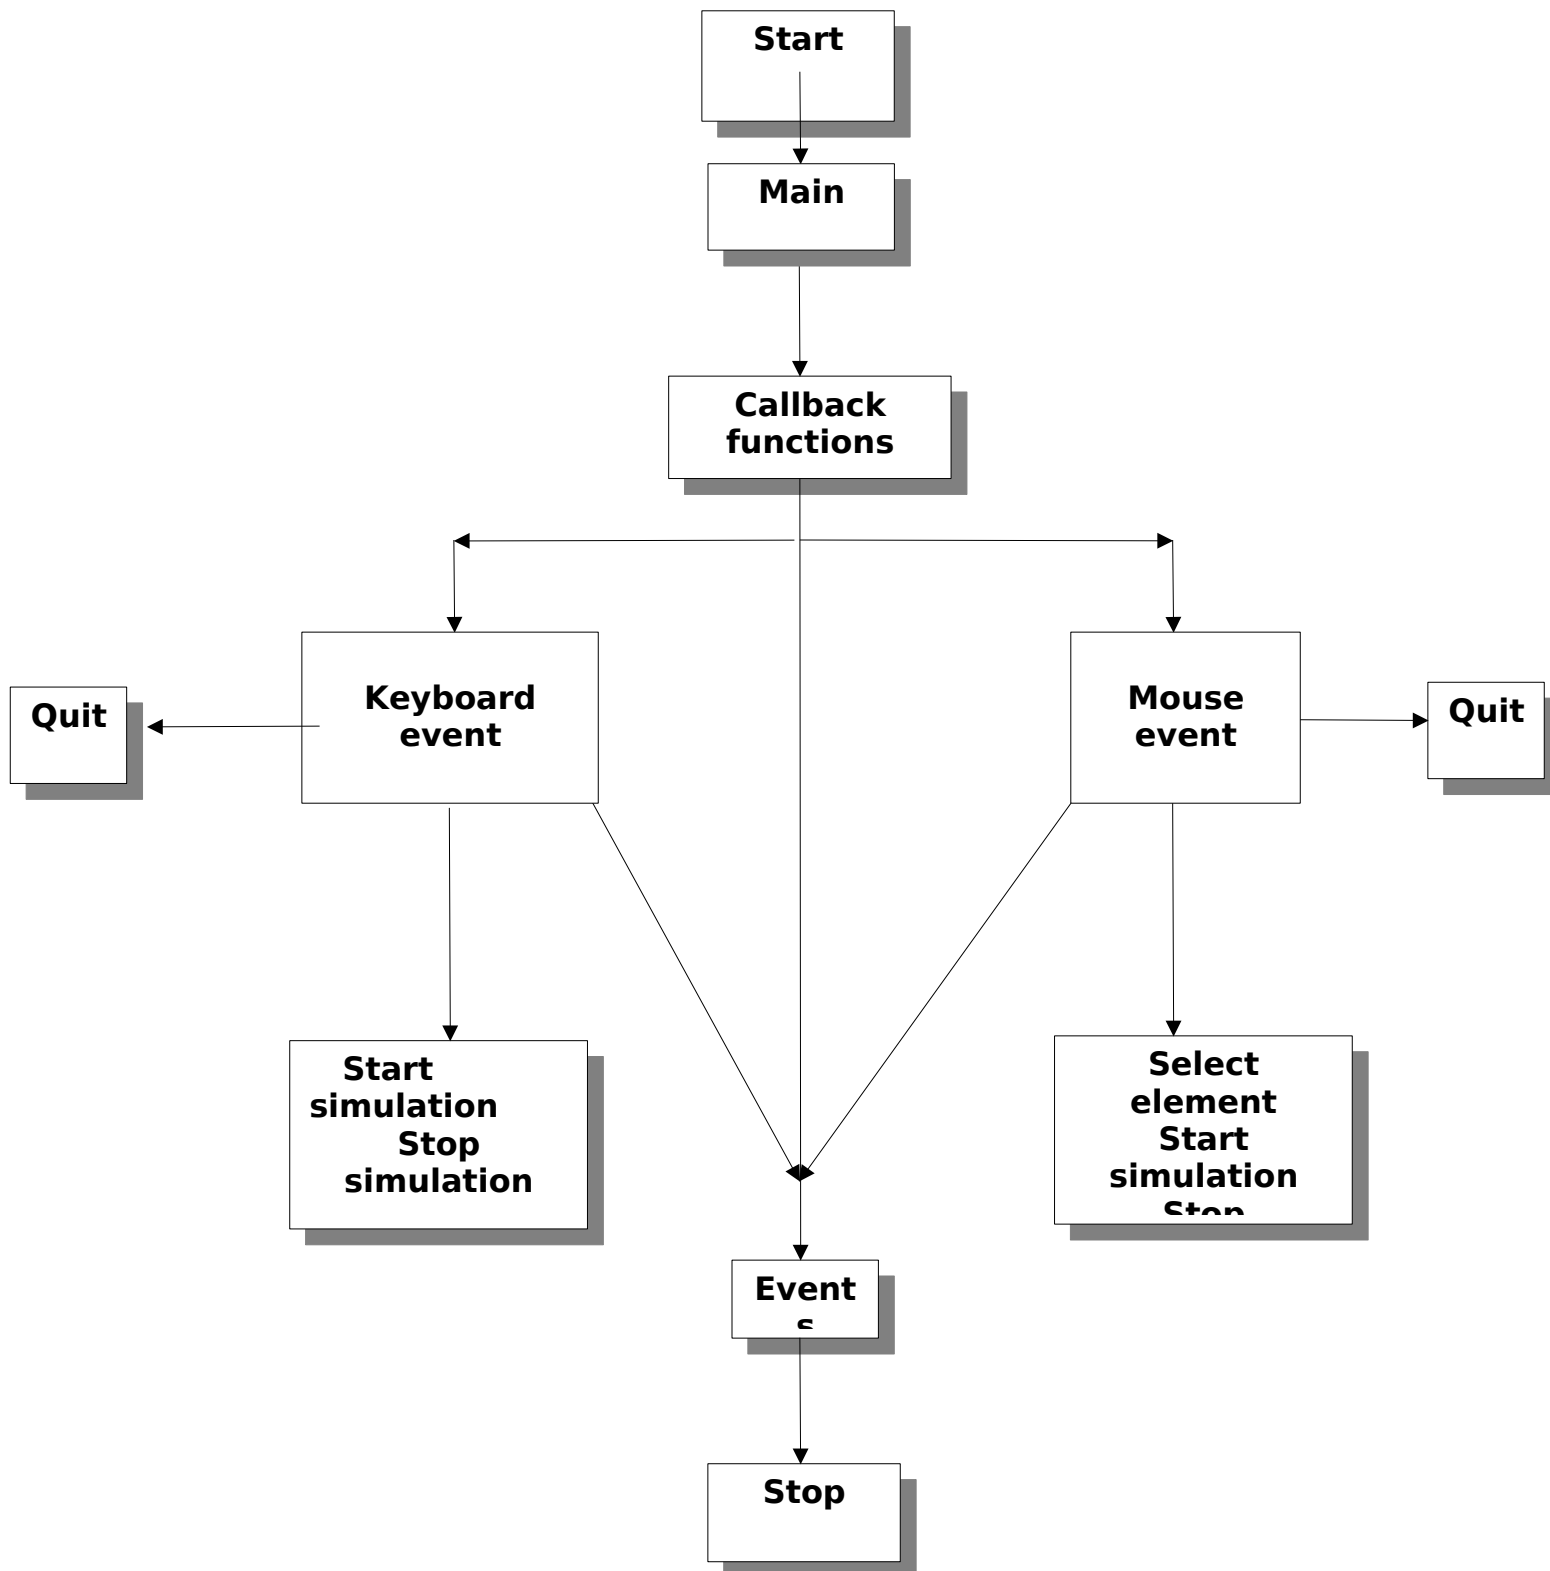 Start
Main
Callback
functions
Keyboard
event
Mouse
event
Quit
Quit
Start
simulation
Stop
simulation
Select
element
Start
simulation
Stop
Event
s
Stop